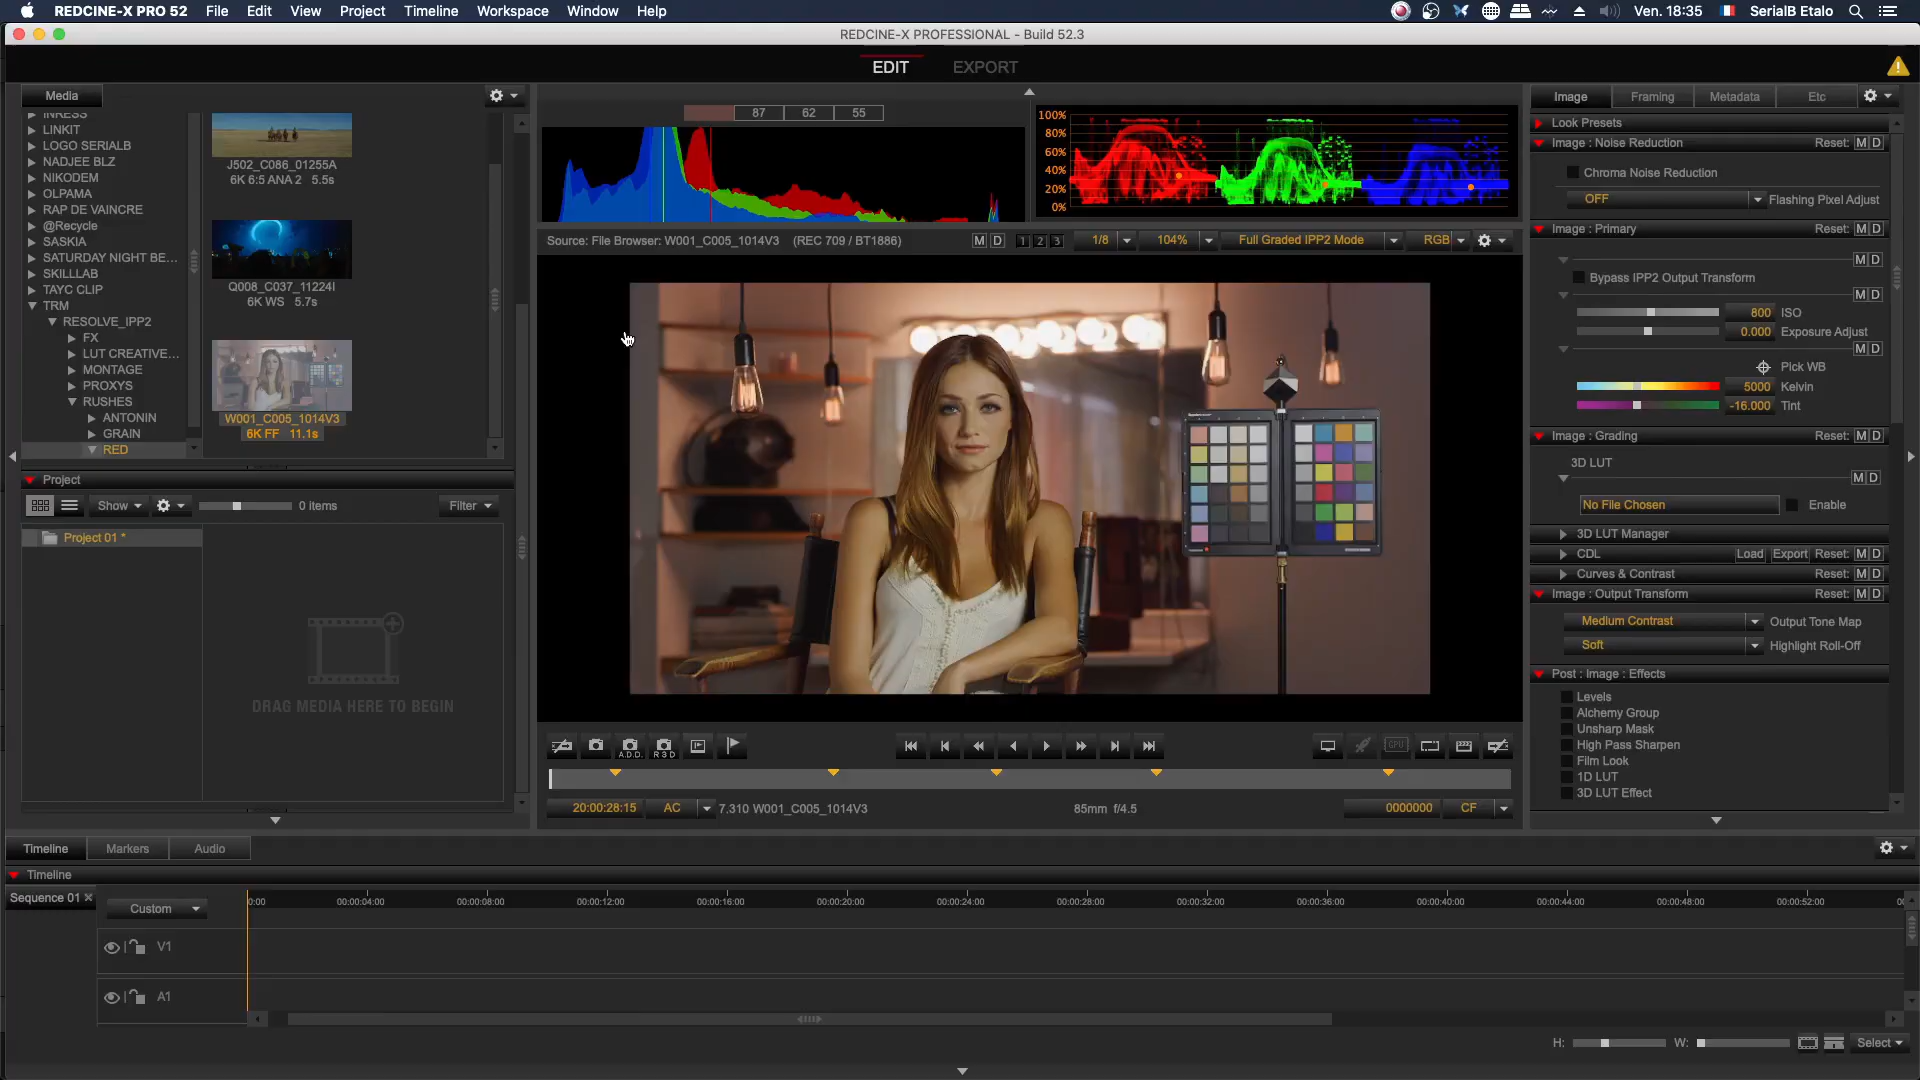 REDCINE-X PRO 52 File Edit View Project Timeline Workspace Window Help Ven. 18:35 SerialB Etalo
REDCINE-X PROFESSIONAL - Build 52.3
EDIT EXPORT
Media
INRESS
LINKIT
LOGO SERIALB
NADJEE BLZ
NIKODEM
OLPAMA
RAP DE VAINCRE
@Recycle
SASKIA
SATURDAY NIGHT BE...
SKILLLAB
TAYC CLIP
TRM
RESOLVE_IPP2
FX
LUT CREATIVE...
MONTAGE
PROXYS
RUSHES
ANTONIN
GRAIN
RED
J502_C086_01255A
6K 6:5 ANA 2 5.5s
Q008_C037_11224I
6K WS 5.7s
W001_C005_1014V3
6K FF 11.1s
Project
Show 0 items Filter
Project 01 *
DRAG MEDIA HERE TO BEGIN
87 62 55
100%
80%
60%
40%
20%
0%
Source: File Browser: W001_C005_1014V3 (REC 709 / BT1886) M D 1 2 3 1/8 104% Full Graded IPP2 Mode RGB
A.D.D. R3D GPU
20:00:28:15 AC 7.310 W001_C005_1014V3 85mm f/4.5 0000000 CF
Image Framing Metadata Etc
Look Presets
Image : Noise Reduction Reset: M D
Chroma Noise Reduction
OFF Flashing Pixel Adjust
Image : Primary Reset: M D
M D
Bypass IPP2 Output Transform
M D
800 ISO
0.000 Exposure Adjust
M D
Pick WB
5000 Kelvin
-16.000 Tint
Image : Grading Reset: M D
3D LUT
M D
No File Chosen Enable
3D LUT Manager
CDL Load Export Reset: M D
Curves & Contrast Reset: M D
Image : Output Transform Reset: M D
Medium Contrast Output Tone Map
Soft Highlight Roll-Off
Post : Image : Effects
Levels
Alchemy Group
Unsharp Mask
High Pass Sharpen
Film Look
1D LUT
3D LUT Effect
Timeline Markers Audio
Timeline
Sequence 01 Custom 0:00 00:00:04:00 00:00:08:00 00:00:12:00 00:00:16:00 00:00:20:00 00:00:24:00 00:00:28:00 00:00:32:00 00:00:36:00 00:00:40:00 00:00:44:00 00:00:48:00 00:00:52:00
V1
A1
H: W: Select